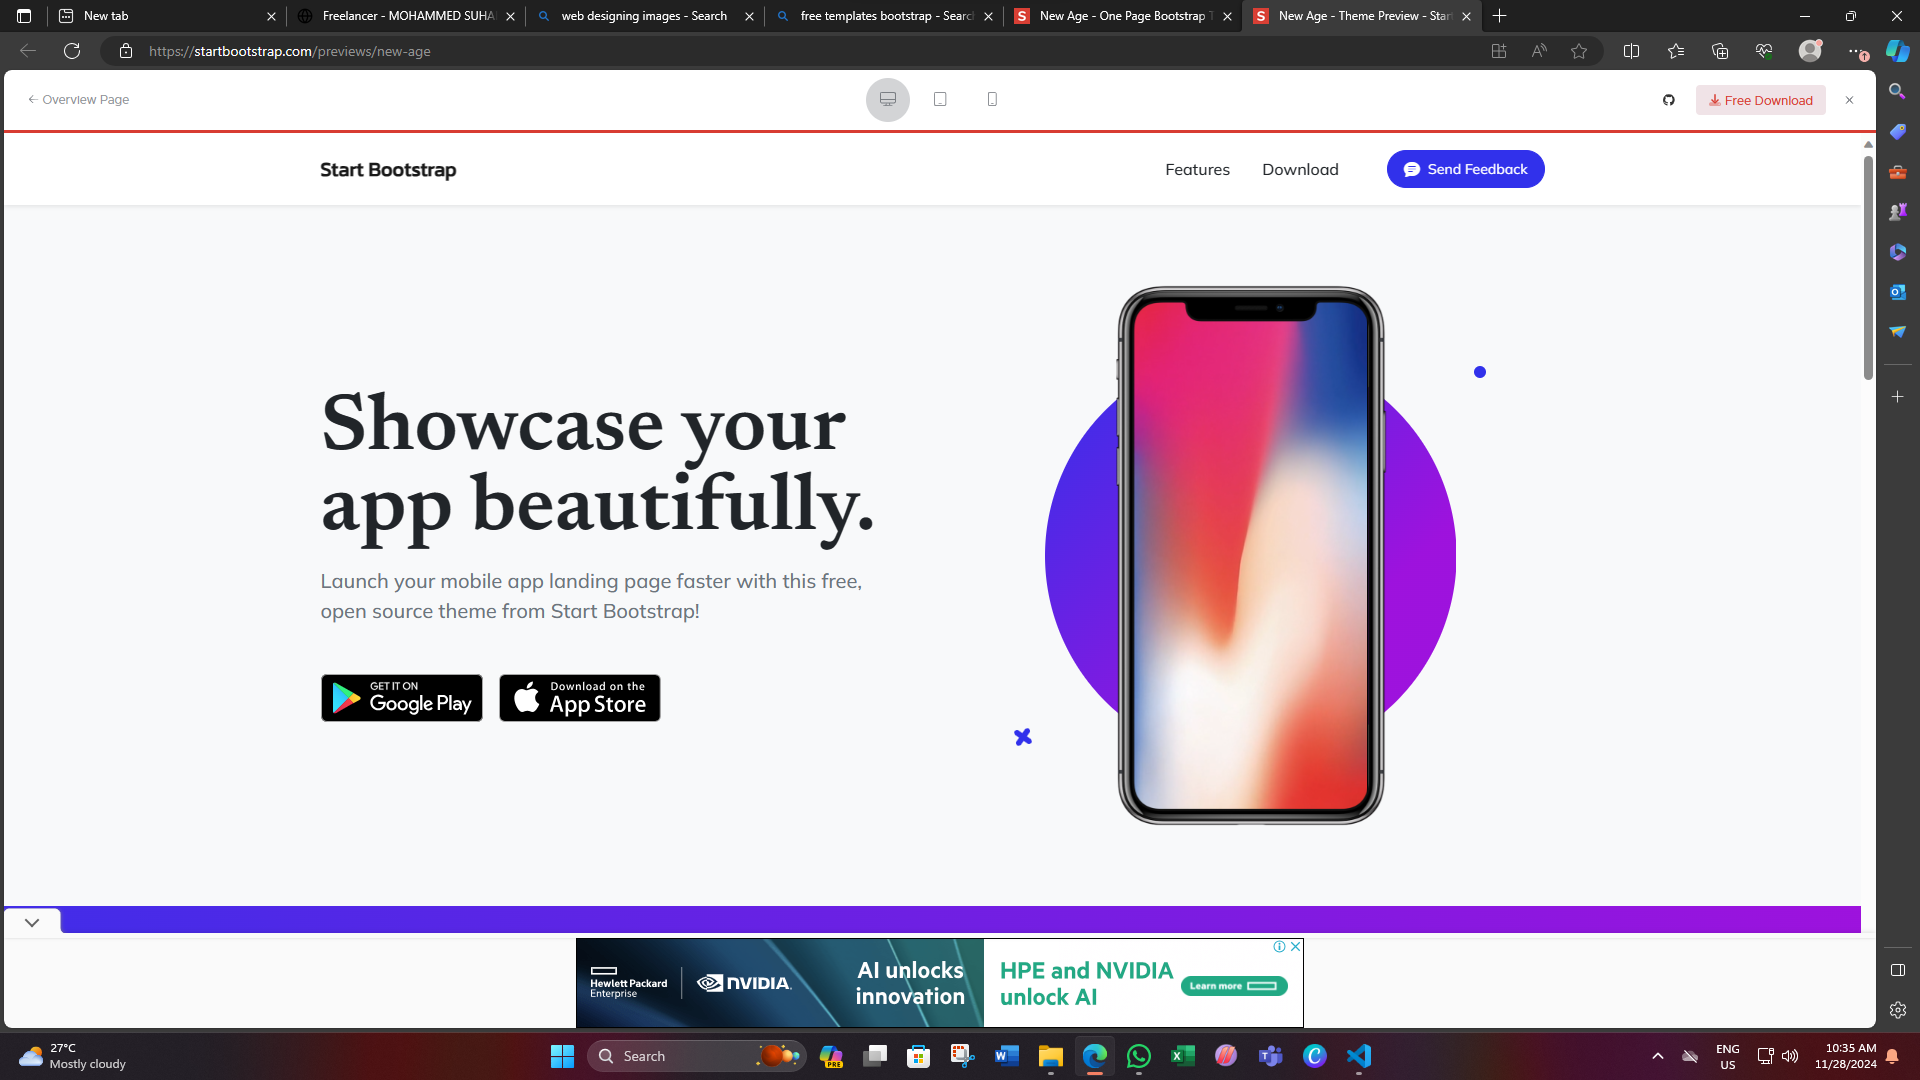 New tab
Freelancer - MOHAMMED SUHA
web designing images - Search
free templates bootstrap - Searc
New Age - One Page Bootstrap T
New Age - Theme Preview - Star
https://startbootstrap.com/previews/new-age
Overview Page
Free Download
Start Bootstrap
Features
Download
Send Feedback
Showcase your
app beautifully.
Launch your mobile app landing page faster with this free,
open source theme from Start Bootstrap!
GET IT ON
Google Play
Download on the
App Store
Hewlett Packard
Enterprise
NVIDIA.
AI unlocks
innovation
HPE and NVIDIA
unlock AI
Learn more
27°C
Mostly cloudy
Search
PRE
ENG
US
10:35 AM
11/28/2024